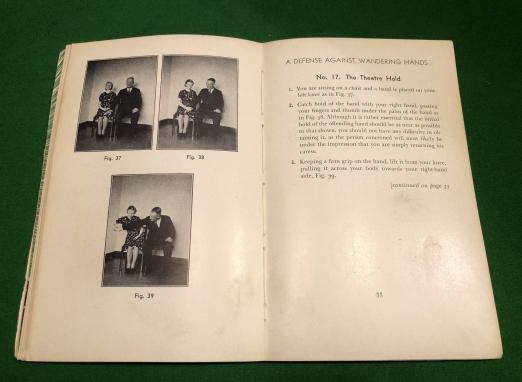 Fig. 37
Fig. 38
Fig. 39
A DEFENSE AGAINST WANDERING HANDS
No. 17. The Theatre Hold
1. You are sitting on a chair and a hand is placed on your
left knee as in Fig. 37.
2. Catch hold of the hand with your right hand, passing
your fingers and thumb under the palm of the hand as
in Fig. 38. Although it is rather essential that the initial
hold of the offending hand should be as near as possible
to that shown, you should not have any difficulty in ob-
taining it, as the person concerned will most likely be
under the impression that you are simply returning his
caress.
3. Keeping a firm grip on the hand, lift it from your knee,
pulling it across your body towards your right-hand
side, Fig. 39.
[continued on page 35
33